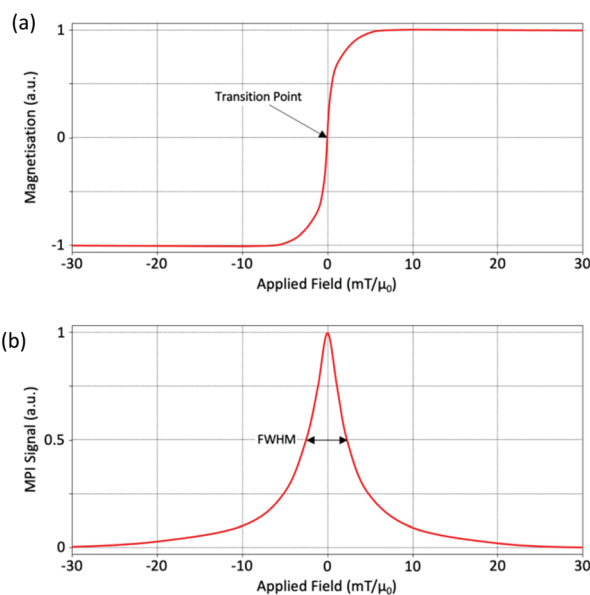 (a)
Magnetisation (a.u.)
1
0
-1
Transition Point
-30 -20 -10 0 10 20 30
Applied Field (mT/μ₀)
(b)
MPI Signal (a.u.)
1
0.5
0
FWHM
-30 -20 -10 0 10 20 30
Applied Field (mT/μ₀)